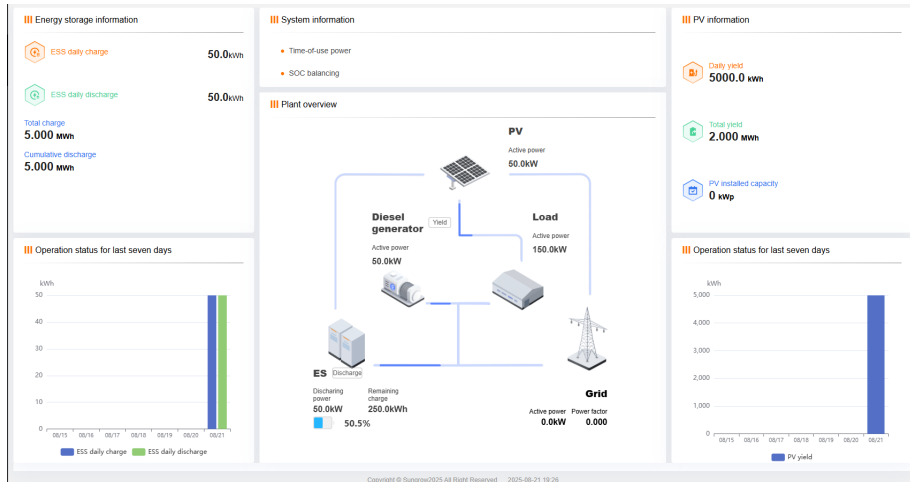 Energy storage information
ESS daily charge
50.0kWh
ESS daily discharge
50.0kWh
Total charge
5.000 MWh
Cumulative discharge
5.000 MWh
System information
Time-of-use power
SOC balancing
PV information
Daily yield
5000.0 kWh
Total yield
2.000 MWh
PV installed capacity
0 kWp
Plant overview
PV
Active power
50.0kW
Diesel
generator
Yield
Active power
50.0kW
Load
Active power
150.0kW
ES
Discharge
Discharing
power
50.0kW
Remaining
charge
250.0kWh
50.5%
Grid
Active power
0.0kW
Power factor
0.000
Operation status for last seven days
kWh
50
40
30
20
10
0
08/15 08/16 08/17 08/18 08/19 08/20 08/21
ESS daily charge ESS daily discharge
Operation status for last seven days
kWh
5,000
4,000
3,000
2,000
1,000
0
08/15 08/16 08/17 08/18 08/19 08/20 08/21
PV yield
Copyright © Sungrow2025 All Right Reserved 2025-08-21 19:26